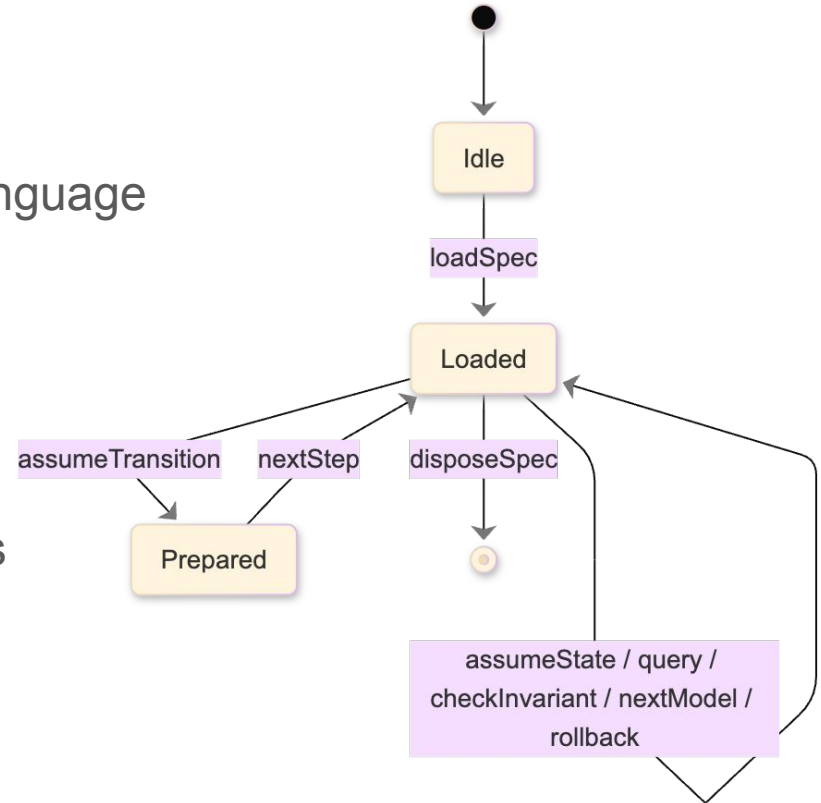 Idle
nguage
loadSpec
Loaded
assumeTransition
nextStep
disposeSpec
s
Prepared
assumeState / query /
checkInvariant / nextModel /
rollback